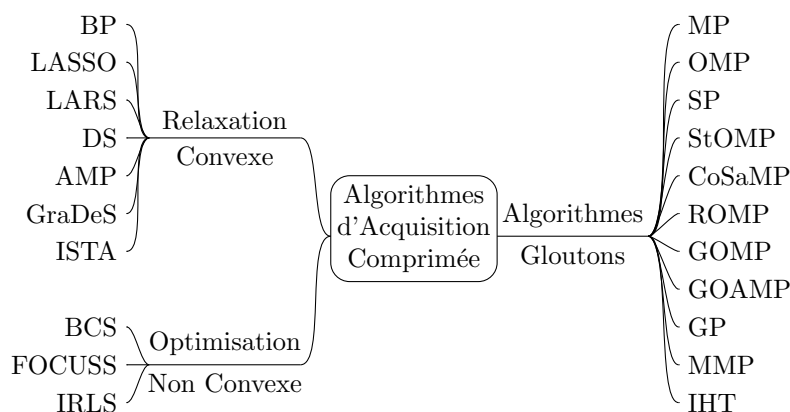 BP
LASSO
LARS
DS
AMP
GraDeS
ISTA
Relaxation
Convexe
BCS
FOCUSS
IRLS
Optimisation
Non Convexe
Algorithmes
d'Acquisition
Comprimée
Algorithmes
Gloutons
MP
OMP
SP
StOMP
CoSaMP
ROMP
GOMP
GOAMP
GP
MMP
IHT